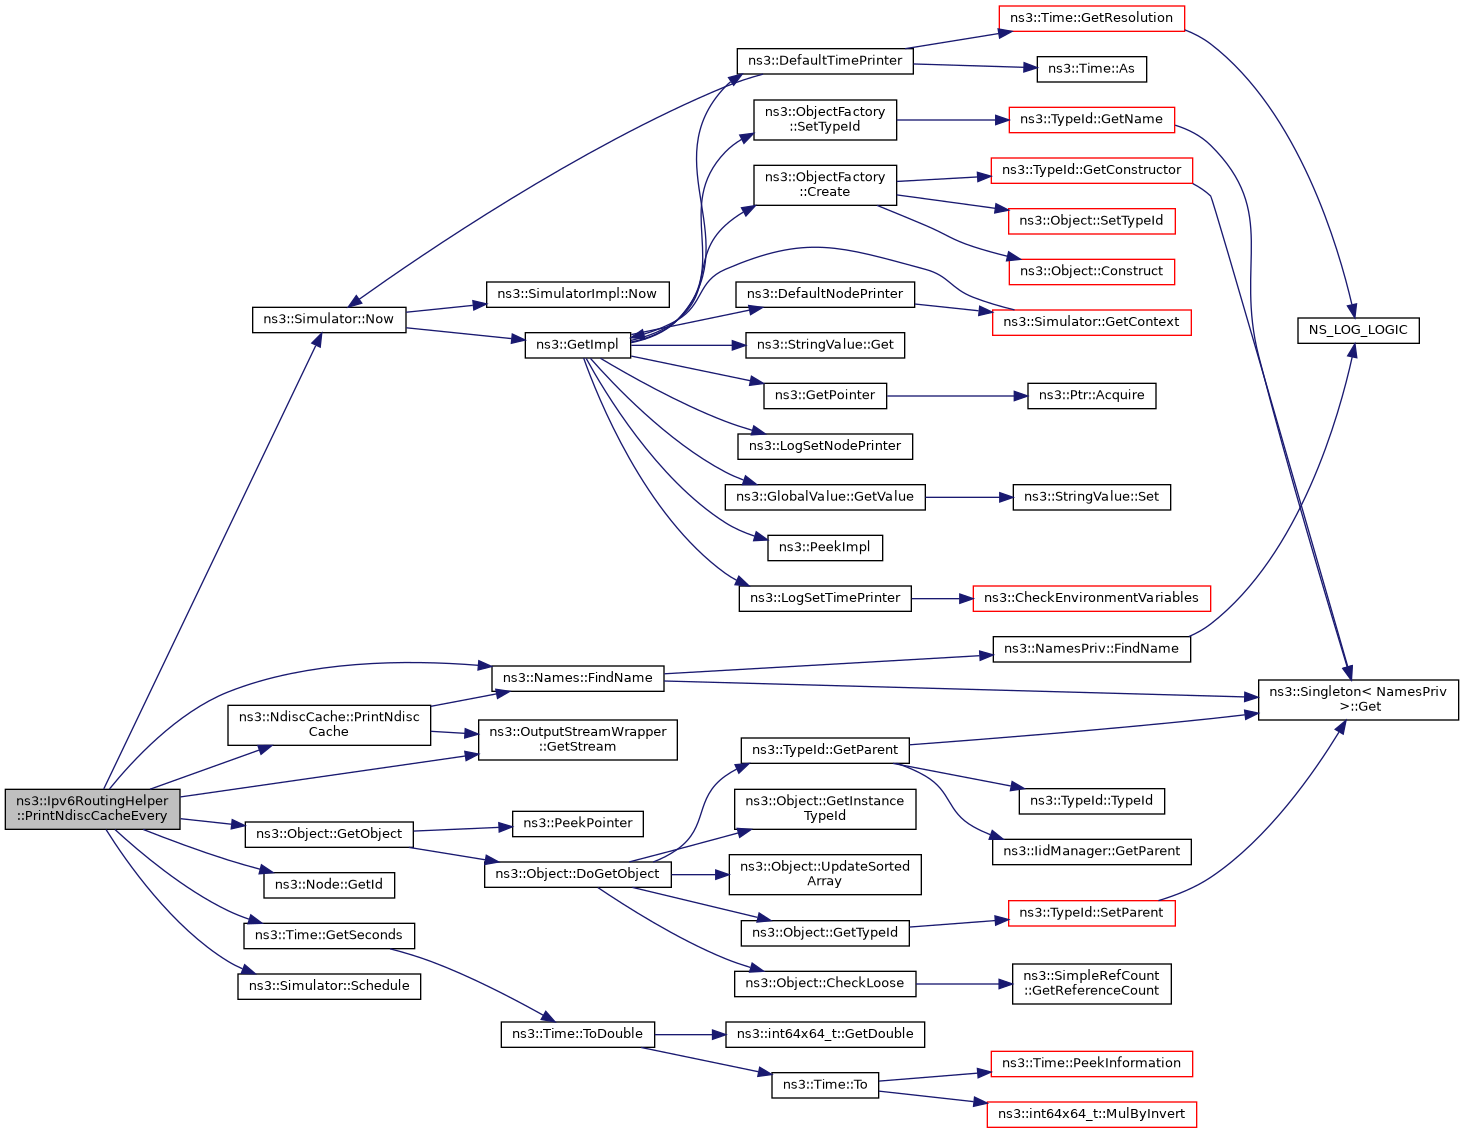 ns3::Time::GetResolution
ns3::DefaultTimePrinter
ns3::Time::As
ns3::ObjectFactory
::SetTypeId
ns3::TypeId::GetName
ns3::ObjectFactory
::Create
ns3::TypeId::GetConstructor
ns3::Object::SetTypeId
ns3::Object::Construct
ns3::SimulatorImpl::Now
ns3::DefaultNodePrinter
ns3::Simulator::Now
ns3::Simulator::GetContext
NS_LOG_LOGIC
ns3::GetImpl
ns3::StringValue::Get
ns3::GetPointer
ns3::Ptr::Acquire
ns3::LogSetNodePrinter
ns3::GlobalValue::GetValue
ns3::StringValue::Set
ns3::PeekImpl
ns3::LogSetTimePrinter
ns3::CheckEnvironmentVariables
ns3::NamesPriv::FindName
ns3::Names::FindName
ns3::Singleton< NamesPriv
>::Get
ns3::NdiscCache::PrintNdisc
Cache
ns3::OutputStreamWrapper
::GetStream
ns3::TypeId::GetParent
ns3::Ipv6RoutingHelper
::PrintNdiscCacheEvery
ns3::Object::GetInstance
TypeId
ns3::TypeId::TypeId
ns3::PeekPointer
ns3::Object::GetObject
ns3::IidManager::GetParent
ns3::Object::DoGetObject
ns3::Object::UpdateSorted
Array
ns3::Node::GetId
ns3::TypeId::SetParent
ns3::Time::GetSeconds
ns3::Object::GetTypeId
ns3::Simulator::Schedule
ns3::Object::CheckLoose
ns3::SimpleRefCount
::GetReferenceCount
ns3::Time::ToDouble
ns3::int64x64_t::GetDouble
ns3::Time::PeekInformation
ns3::Time::To
ns3::int64x64_t::MulByInvert